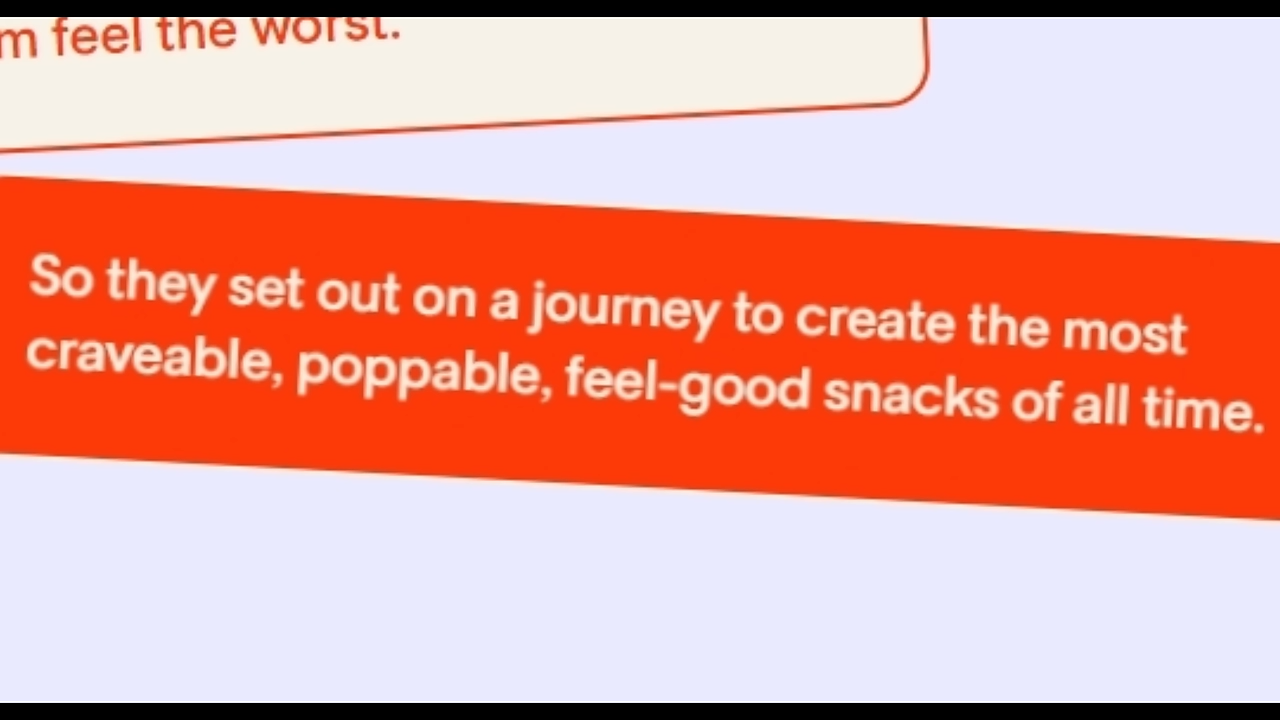 feel the worst.
So they set out on a journey to create the most
craveable, poppable, feel-good snacks of all time.